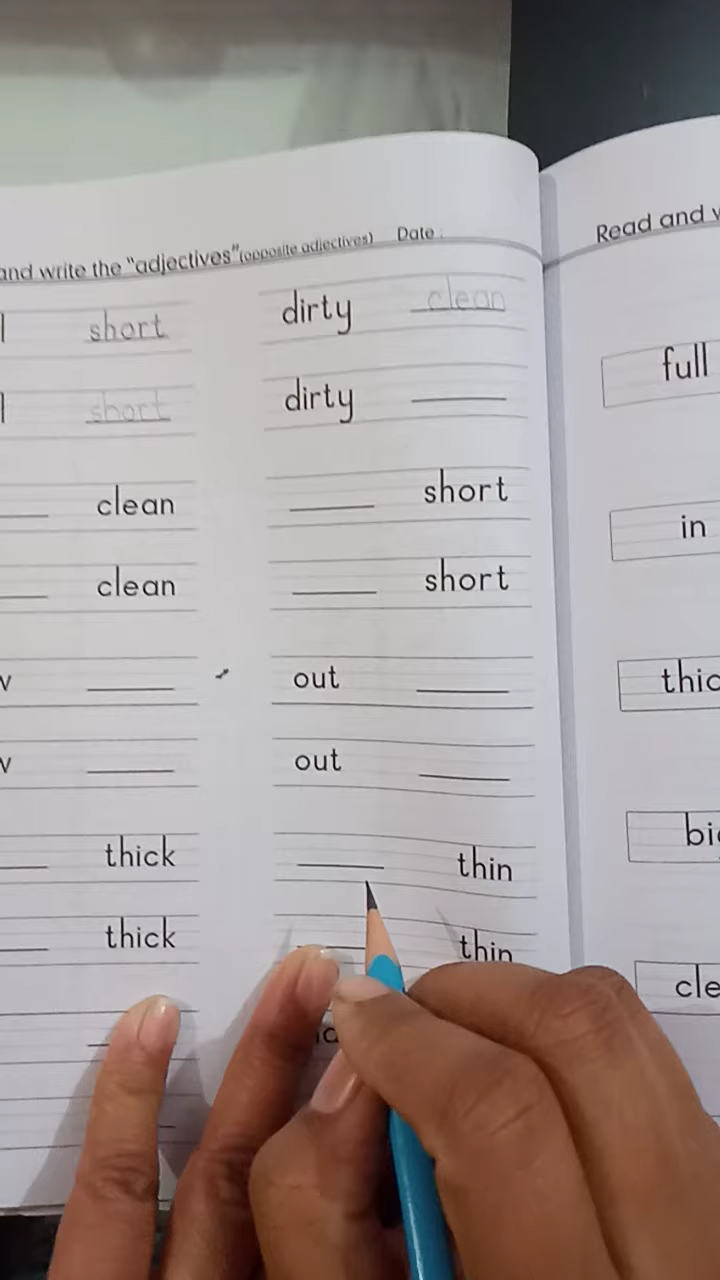 and write the "adjectives" (opposite adjectives) Date :
short dirty clean
short dirty
clean short
clean short
out
out
thick thin
thick thin
Read and
full
in
thic
big
cle